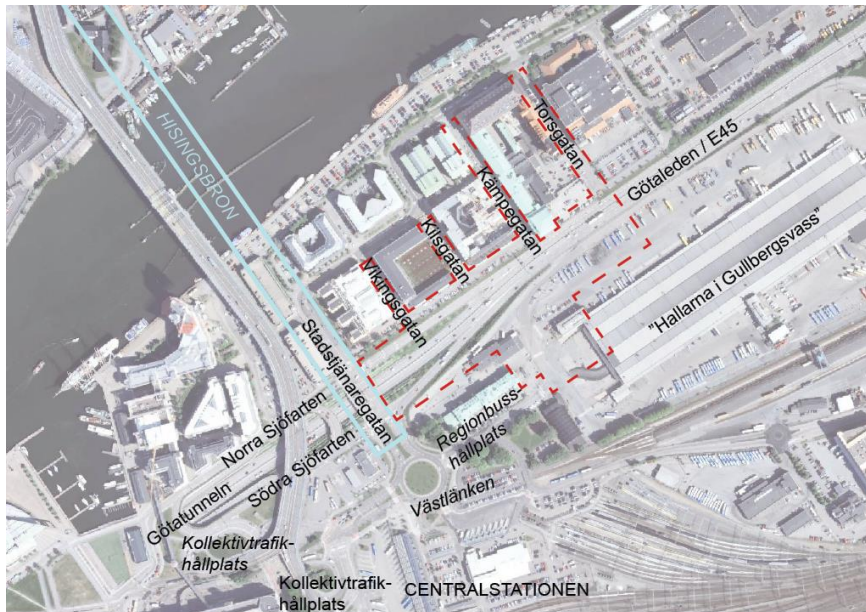 HISINGSBRON
Torsgatan
Kämpegatan
Götaleden / E45
Kilsgatan
Vikingsgatan
"Hallarna i Gullbergsvass"
Stadstjänaregatan
Norra Sjöfarten
Södra Sjöfarten
Götatunneln
Regionbuss-
hållplats
Västlänken
Kollektivtrafik-
hållplats
Kollektivtrafik-
hållplats
CENTRALSTATIONEN